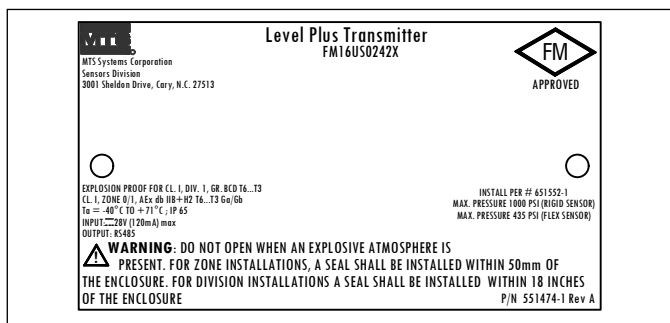 MTS
Level Plus Transmitter
FM16US0242X
MTS Systems Corporation
Sensors Division
3001 Sheldon Drive, Cary, N.C. 27513
FM
APPROVED
EXPLOSION PROOF FOR CL. I, DIV. 1, GR. BCD T6...T3
CL. I, ZONE 0/1, AEx db IIB+H2 T6...T3 Ga/Gb
Ta = -40°C TO +71°C ; IP 65
INPUT:⎓28V (120mA) max
OUTPUT: RS485
INSTALL PER # 651552-1
MAX. PRESSURE 1000 PSI (RIGID SENSOR)
MAX. PRESSURE 435 PSI (FLEX SENSOR)
WARNING: DO NOT OPEN WHEN AN EXPLOSIVE ATMOSPHERE IS
PRESENT. FOR ZONE INSTALLATIONS, A SEAL SHALL BE INSTALLED WITHIN 50mm OF
THE ENCLOSURE. FOR DIVISION INSTALLATIONS A SEAL SHALL BE INSTALLED WITHIN 18 INCHES
OF THE ENCLOSURE
P/N 551474-1 Rev A